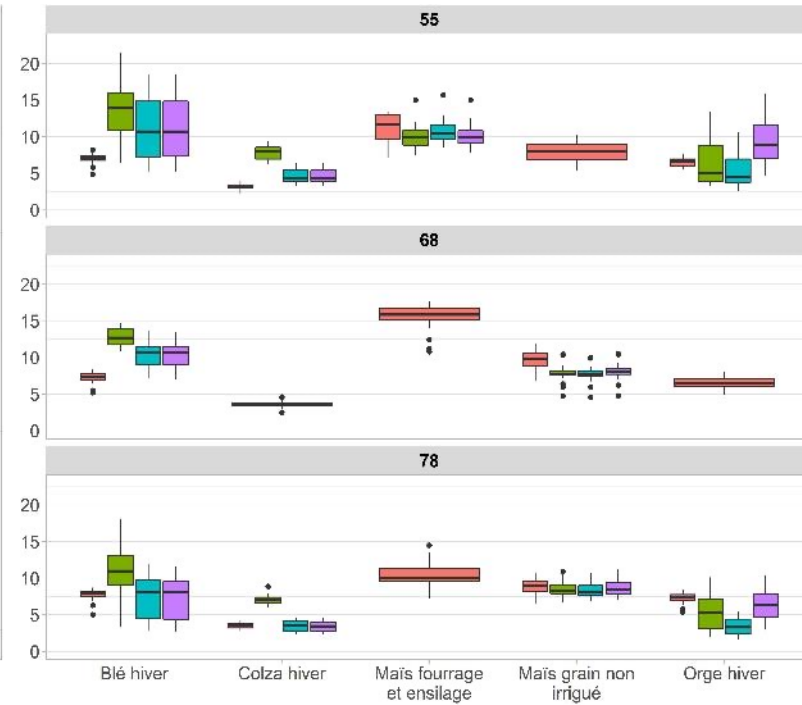 55
20
15
10
5
0
68
20
15
10
5
0
78
20
15
10
5
0
Blé hiver
Colza hiver
Maïs fourrage
et ensilage
Maïs grain non
irrigué
Orge hiver